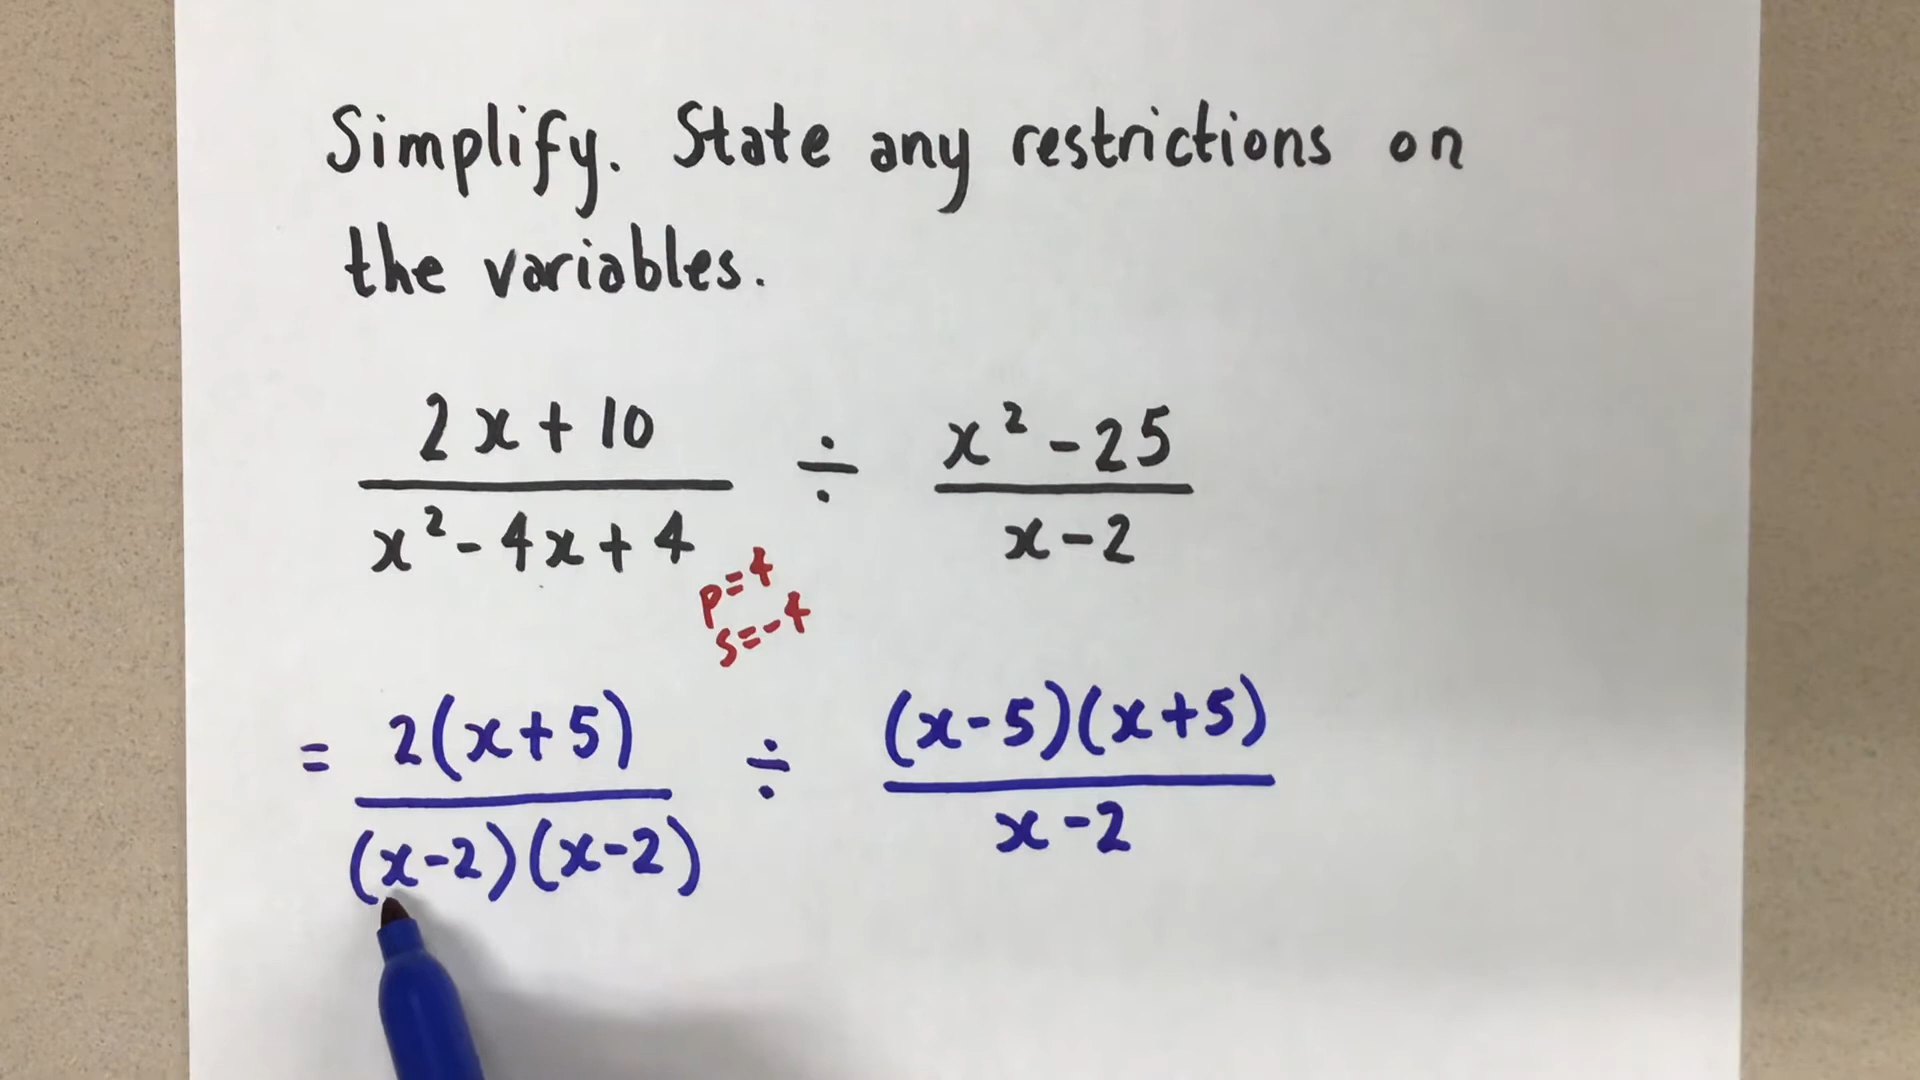 Simplify. State any restrictions on
the variables.
2x+10 ÷ x²-25
x²-4x+4 x-2
p=4
s=-4
= 2(x+5) ÷ (x-5)(x+5)
(x-2)(x-2) x-2